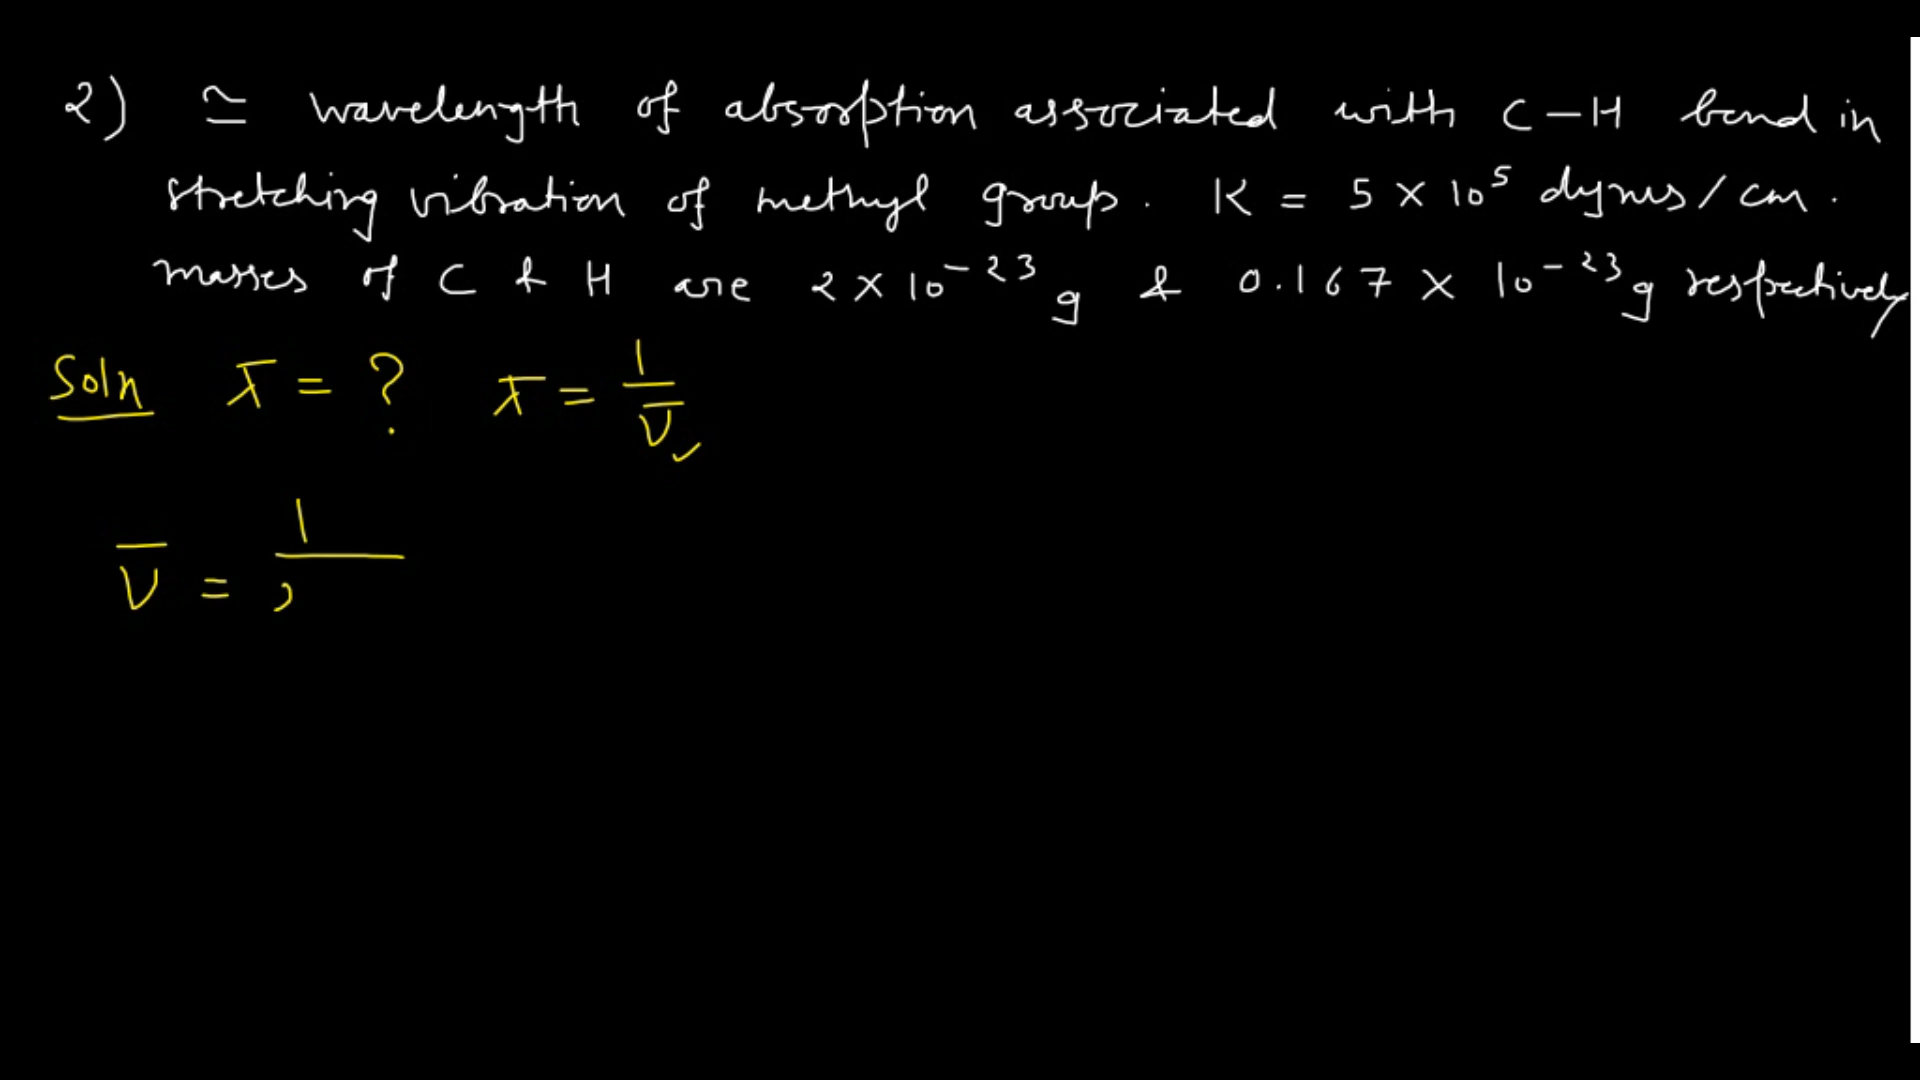 2) ≃ wavelength of absorption associated with C-H bond in
stretching vibration of methyl group. K = 5 × 10⁵ dynes/cm.
masses of C & H are 2 × 10⁻²³ g & 0.167 × 10⁻²³ g respectively
Soln λ̄ = ? λ̄ = 1/ν̄ ✓
ν̄ = 1/